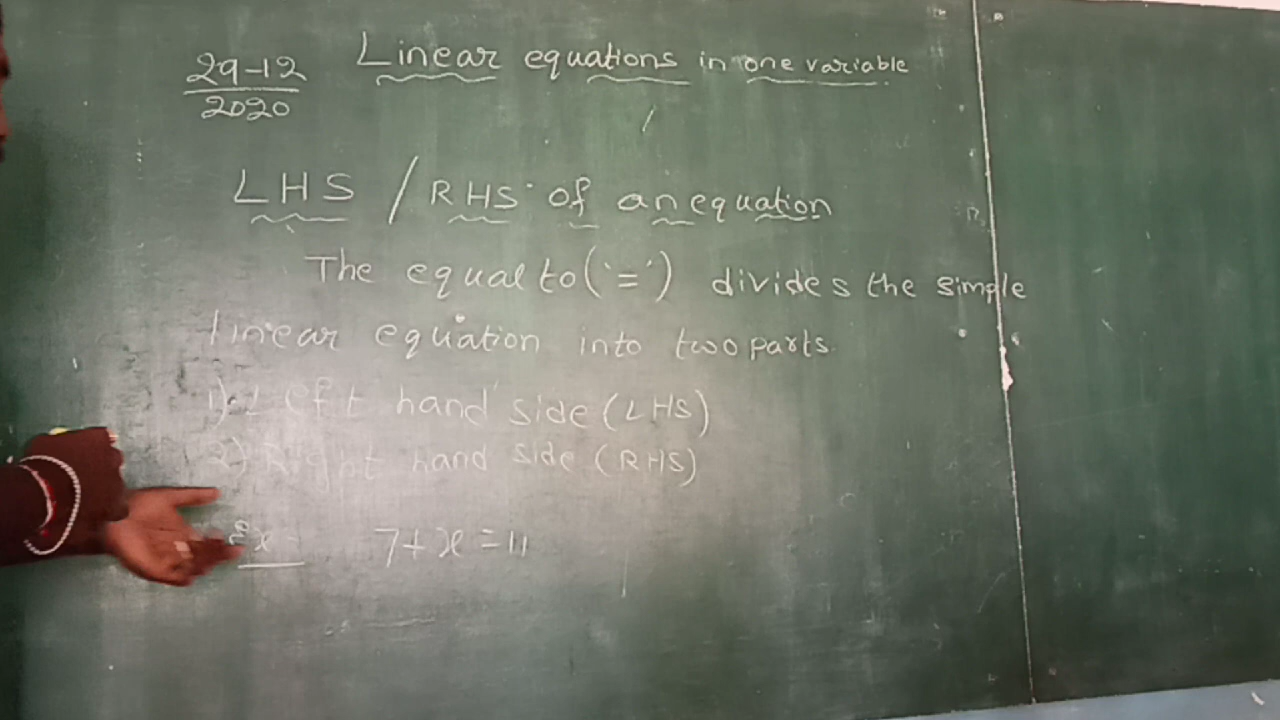 29-12
2020
Linear equations in one variable
LHS / RHS of an equation
The equal to ('=') divides the simple
linear equation into two parts.
1) Left hand side (LHS)
2) Right hand side (RHS)
Ex- 7+x=11